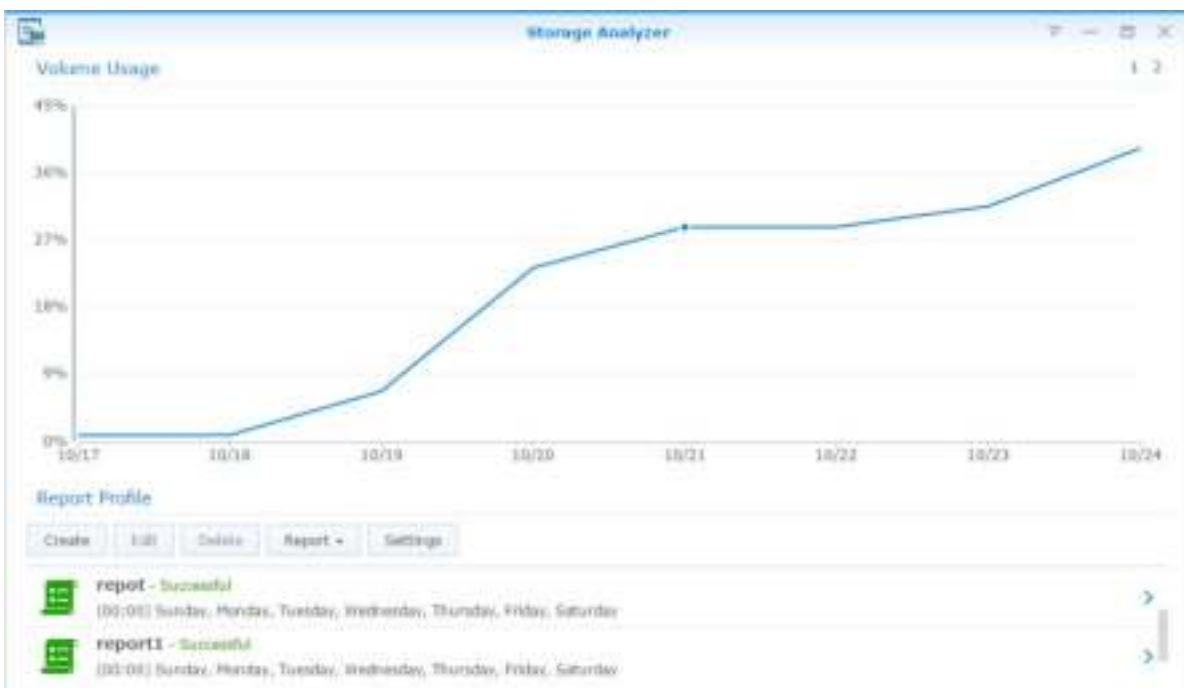 Storage Analyzer
Volume Usage
1 2
45%
36%
27%
18%
9%
0%
10/17 10/18 10/19 10/20 10/21 10/22 10/23 10/24
Report Profile
Create Edit Delete Report Settings
repot - Successful
(00:00) Sunday, Monday, Tuesday, Wednesday, Thursday, Friday, Saturday
report1 - Successful
(00:00) Sunday, Monday, Tuesday, Wednesday, Thursday, Friday, Saturday